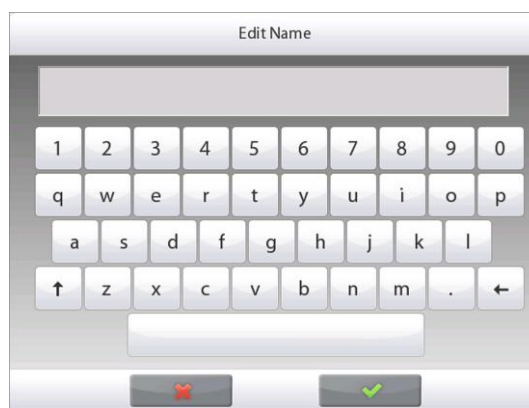 Edit Name
1 2 3 4 5 6 7 8 9 0
q w e r t y u i o p
a s d f g h j k l
↑ z x c v b n m . ←